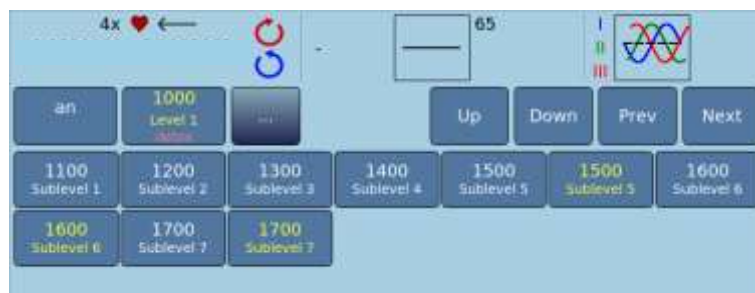 4x
65
I
II
III
an
1000
Level 1
...
Up
Down
Prev
Next
1100
Sublevel 1
1200
Sublevel 2
1300
Sublevel 3
1400
Sublevel 4
1500
Sublevel 5
1500
Sublevel 5
1600
Sublevel 6
1600
Sublevel 6
1700
Sublevel 7
1700
Sublevel 7